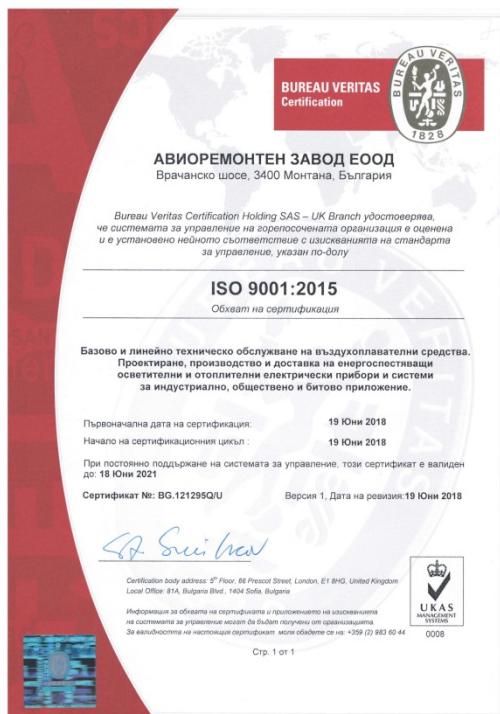 BUREAU VERITAS
Certification
BUREAU VERITAS
1828
АВИОРЕМОНТЕН ЗАВОД ЕООД
Врачанско шосе, 3400 Монтана, България
Bureau Veritas Certification Holding SAS – UK Branch удостоверява,
че системата за управление на горепосочената организация е оценена
и е установено нейното съответствие с изискванията на стандарта
за управление, указан по-долу
ISO 9001:2015
Обхват на сертификация
Базово и линейно техническо обслужване на въздухоплавателни средства.
Проектиране, производство и доставка на енергоспестяващи
осветителни и отоплителни електрически прибори и системи
за индустриално, обществено и битово приложение.
Първоначална дата на сертификация: 19 Юни 2018
Начало на сертификационния цикъл : 19 Юни 2018
При постоянно поддържане на системата за управление, този сертификат е валиден
до: 18 Юни 2021
Сертификат №: BG.121295Q/U Версия 1, Дата на ревизия:19 Юни 2018
Certification body address: 5th Floor, 66 Prescot Street, London, E1 8HG, United Kingdom
Local Office: 81A, Bulgaria Blvd., 1404 Sofia, Bulgaria
Информация за обхвата на сертификата и приложението на изискванията
на системата за управление могат да бъдат получени от организацията.
За валидността на настоящия сертификат моля обадете се на: +359 (2) 983 60 44
UKAS
MANAGEMENT
SYSTEMS
0008
Стр. 1 от 1